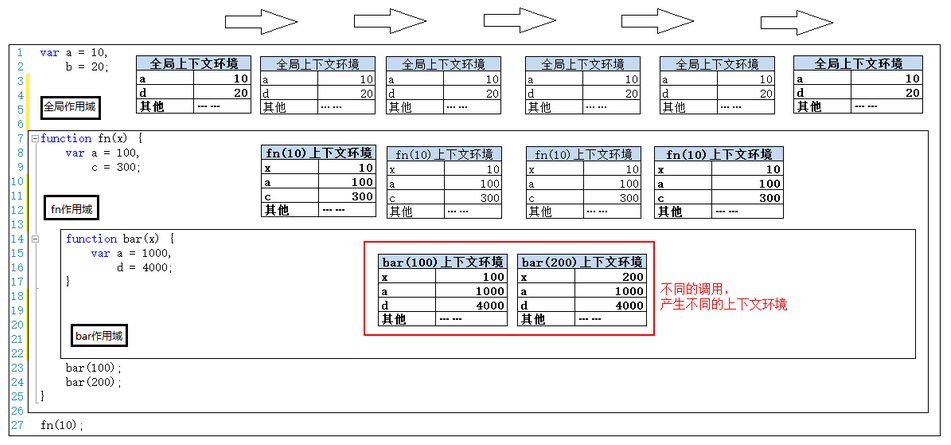 1 var a = 10,
2 b = 20;
3
4
5
6
全局作用域
全局上下文环境
a 10
d 20
其他 ... ...
全局上下文环境
a 10
d 20
其他 ... ...
全局上下文环境
a 10
d 20
其他 ... ...
全局上下文环境
a 10
d 20
其他 ... ...
全局上下文环境
a 10
d 20
其他 ... ...
全局上下文环境
a 10
d 20
其他 ... ...
7 function fn(x) {
8 var a = 100,
9 c = 300;
10
11
12
13
fn作用域
fn(10)上下文环境
x 10
a 100
c 300
其他 ... ...
fn(10)上下文环境
x 10
a 100
c 300
其他 ... ...
fn(10)上下文环境
x 10
a 100
c 300
其他 ... ...
fn(10)上下文环境
x 10
a 100
c 300
其他 ... ...
14 function bar(x) {
15 var a = 1000,
16 d = 4000;
17 }
18
19
20
21
22
bar作用域
bar(100)上下文环境
x 100
a 1000
d 4000
其他 ... ...
bar(200)上下文环境
x 200
a 1000
d 4000
其他 ... ...
不同的调用，
产生不同的上下文环境
23 bar(100);
24 bar(200);
25 }
26
27 fn(10);